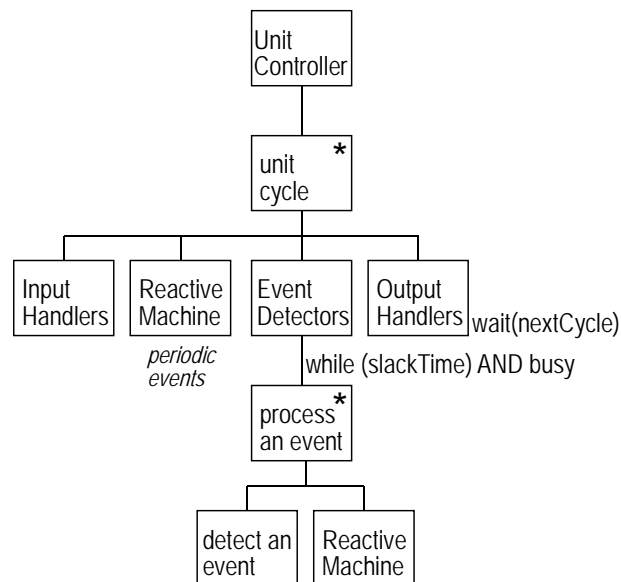 Unit
Controller
*
unit
cycle
Input
Handlers
Reactive
Machine
Event
Detectors
Output
Handlers
wait(nextCycle)
periodic
events
while (slackTime) AND busy
*
process
an event
detect an
event
Reactive
Machine